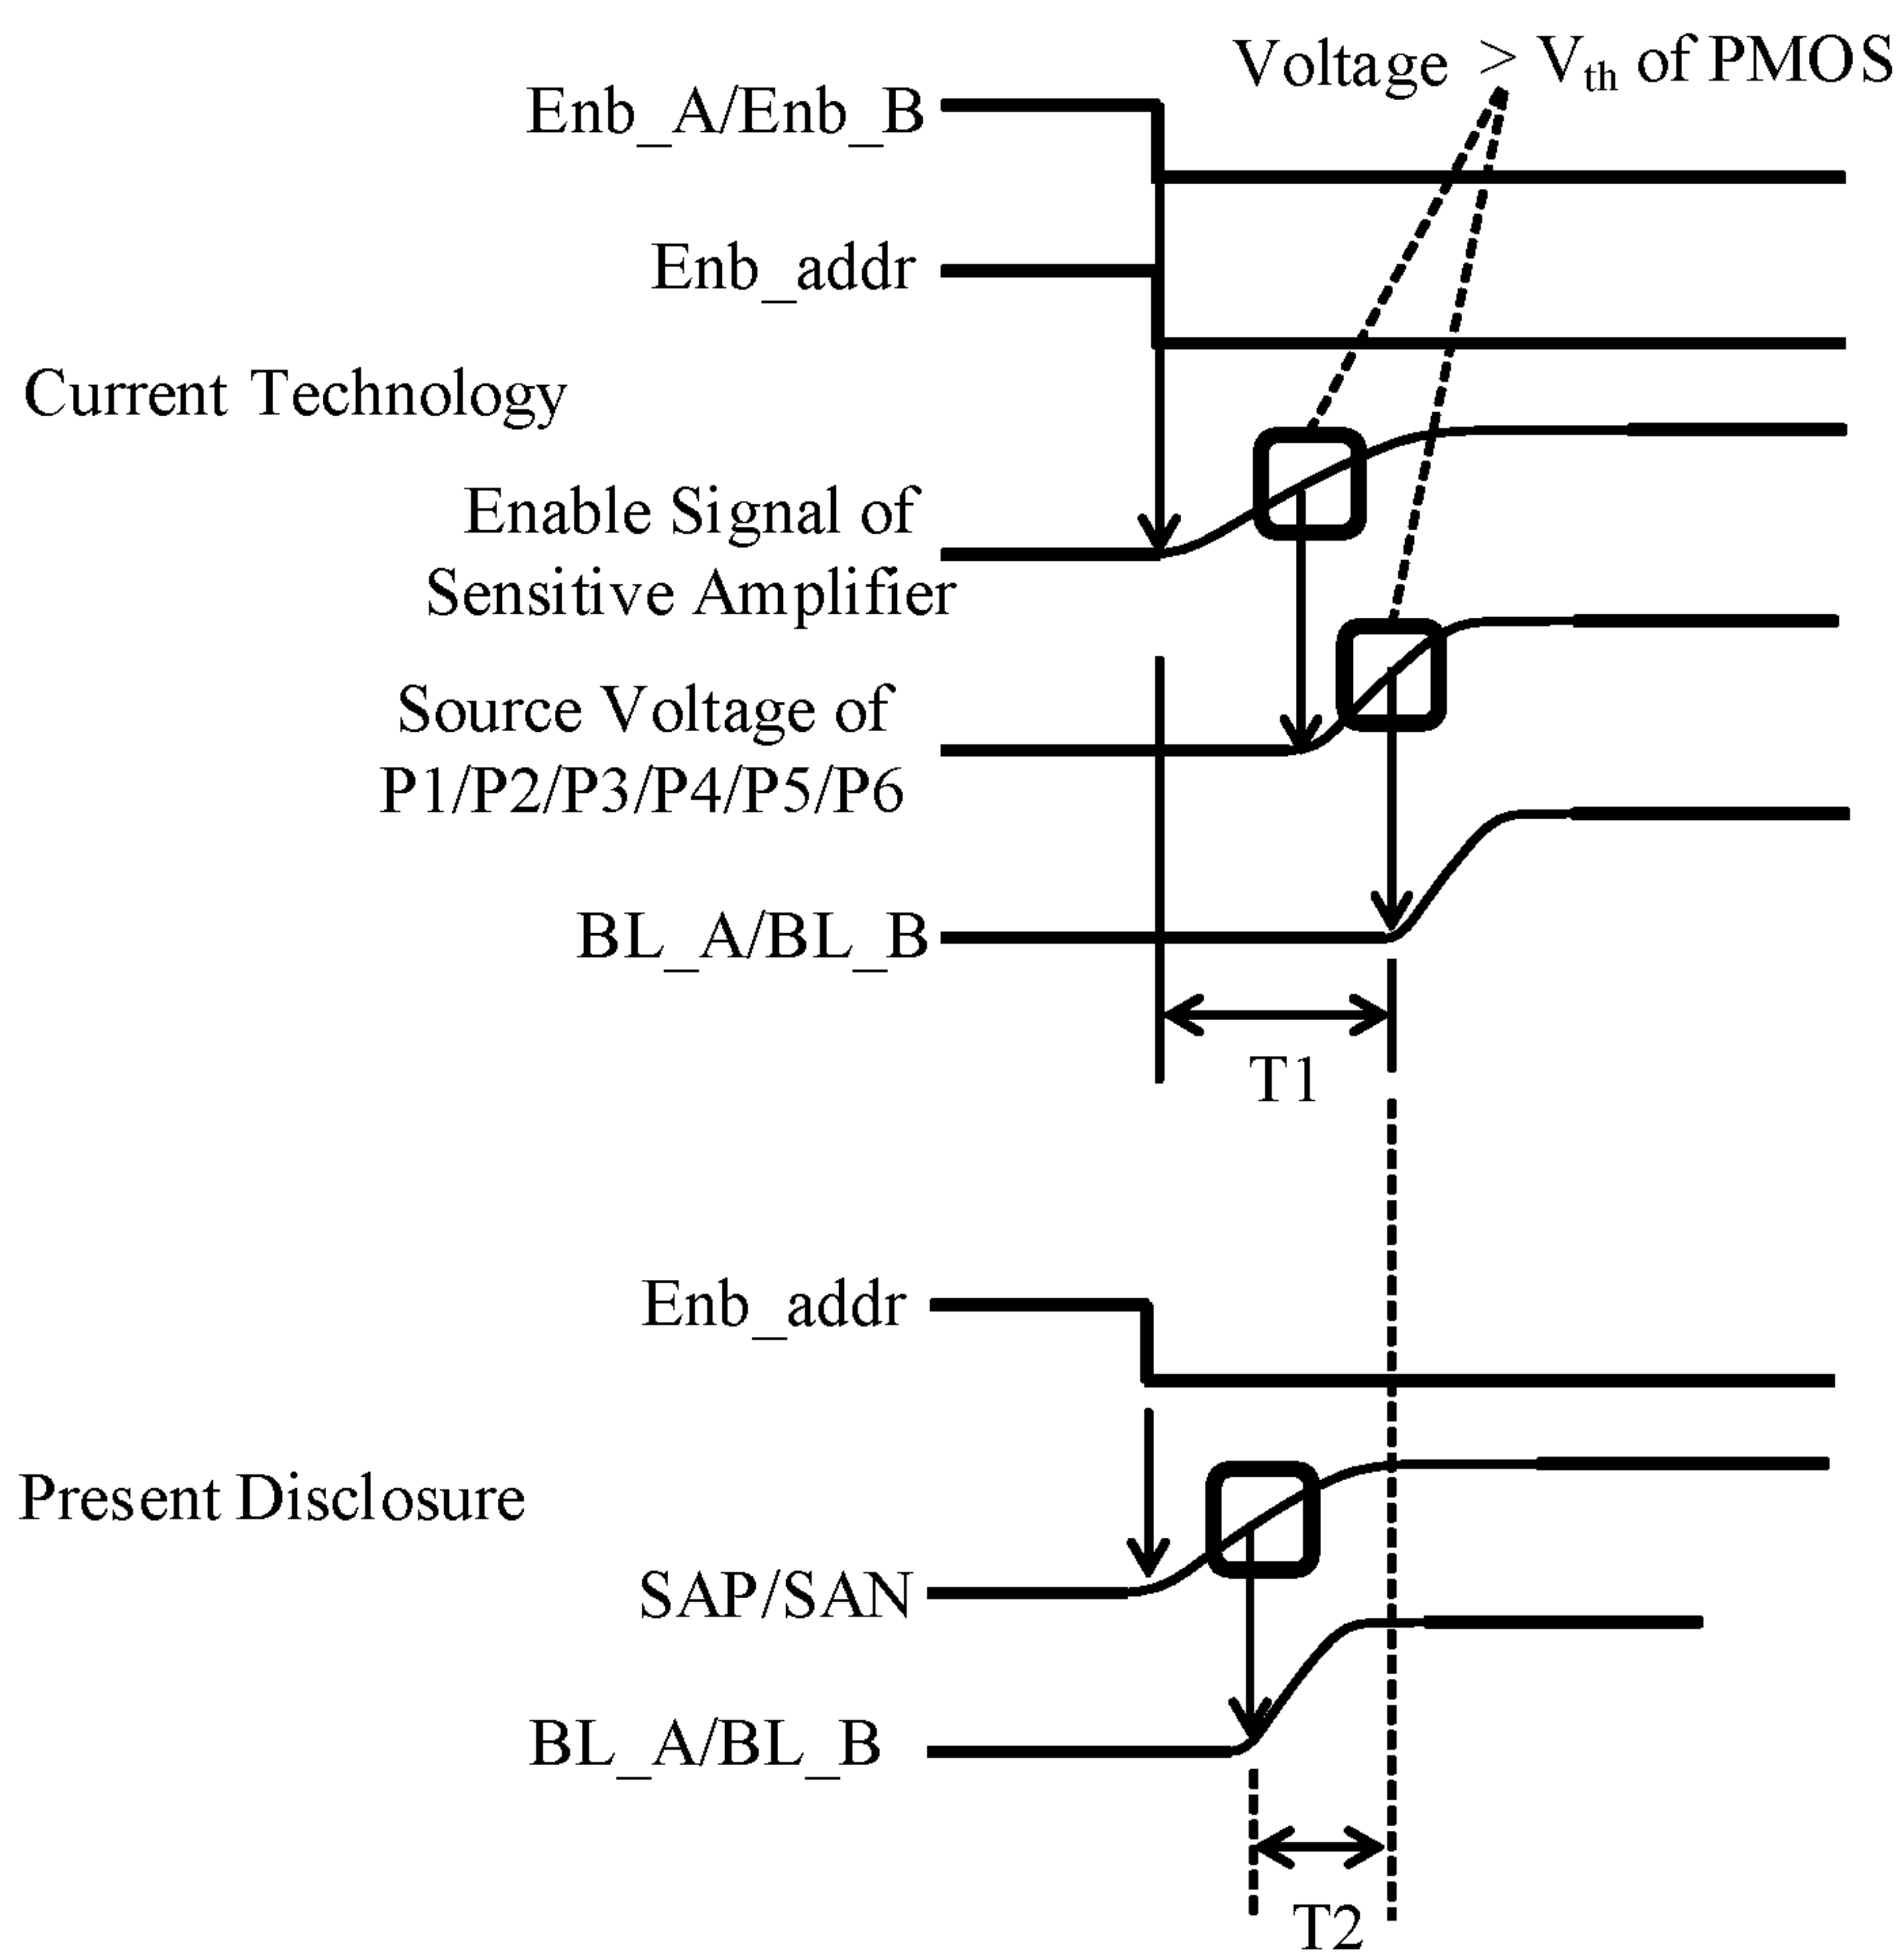 Voltage > Vth of PMOS
Enb_A/Enb_B
Enb_addr
Current Technology
Enable Signal of
Sensitive Amplifier
Source Voltage of
P1/P2/P3/P4/P5/P6
BL_A/BL_B
T1
Enb_addr
Present Disclosure
SAP/SAN
BL_A/BL_B
T2